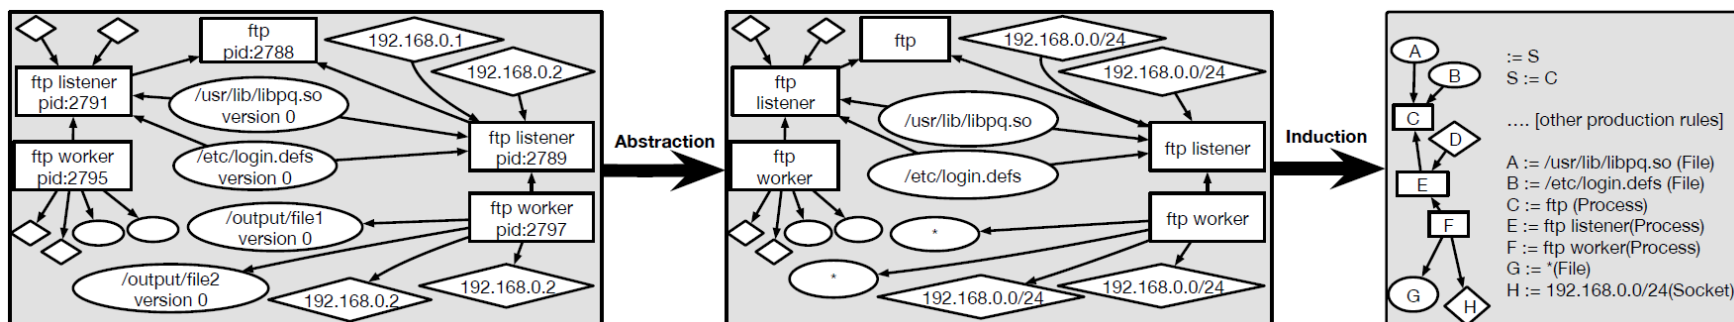 ftp
pid:2788
192.168.0.1
192.168.0.2
ftp listener
pid:2791
/usr/lib/libpq.so
version 0
ftp listener
pid:2789
/etc/login.defs
version 0
ftp worker
pid:2795
/output/file1
version 0
ftp worker
pid:2797
/output/file2
version 0
192.168.0.2
192.168.0.2
Abstraction
ftp
192.168.0.0/24
192.168.0.0/24
ftp
listener
/usr/lib/libpq.so
ftp listener
/etc/login.defs
ftp
worker
*
ftp worker
*
192.168.0.0/24
192.168.0.0/24
Induction
A
B
C
D
E
F
G
H
:= S
S := C
.... [other production rules]
A := /usr/lib/libpq.so (File)
B := /etc/login.defs (File)
C := ftp (Process)
E := ftp listener(Process)
F := ftp worker(Process)
G := *(File)
H := 192.168.0.0/24(Socket)